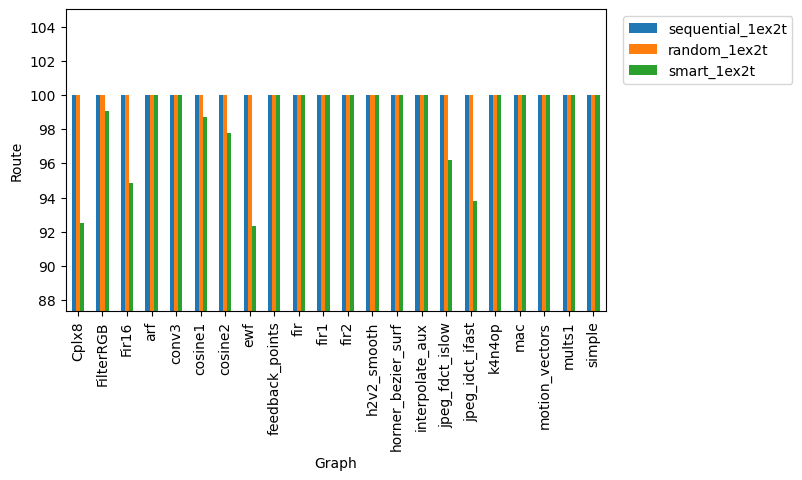 104
102
100
98
96
94
92
90
88
Route
Cplx8
FilterRGB
Fir16
arf
conv3
cosine1
cosine2
ewf
feedback_points
fir
fir1
fir2
h2v2_smooth
horner_bezier_surf
interpolate_aux
jpeg_fdct_islow
jpeg_idct_ifast
k4n4op
mac
motion_vectors
mults1
simple
Graph
sequential_1ex2t
random_1ex2t
smart_1ex2t